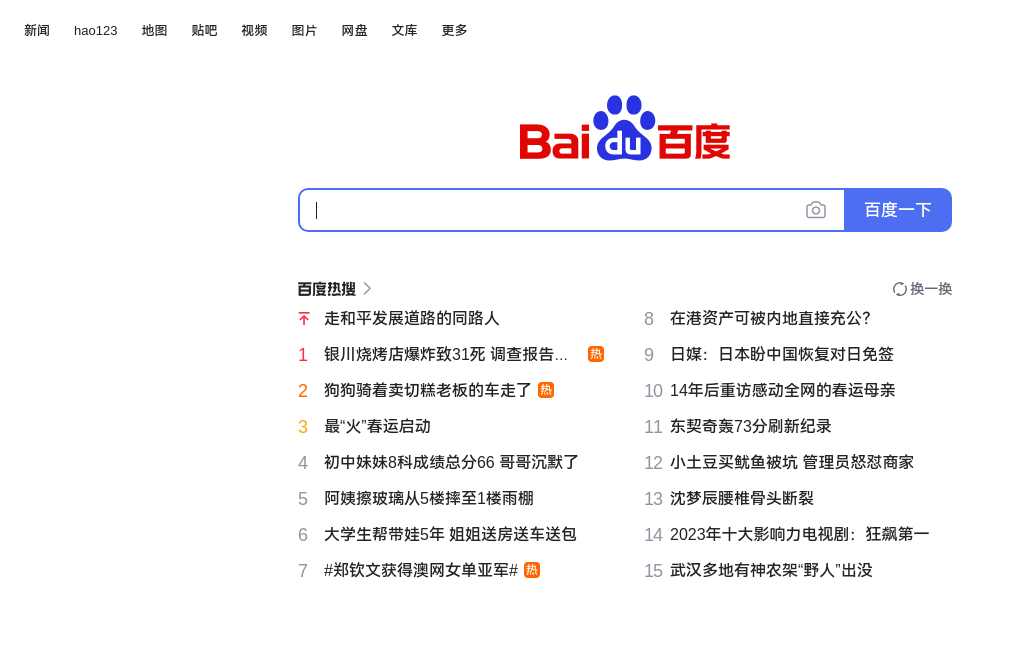 新闻 hao123 地图 贴吧 视频 图片 网盘 文库 更多
Bai du 百度
百度一下
百度热搜 换一换
走和平发展道路的同路人
1 银川烧烤店爆炸致31死 调查报告... 热
2 狗狗骑着卖切糕老板的车走了 热
3 最“火”春运启动
4 初中妹妹8科成绩总分66 哥哥沉默了
5 阿姨擦玻璃从5楼摔至1楼雨棚
6 大学生帮带娃5年 姐姐送房送车送包
7 #郑钦文获得澳网女单亚军# 热
8 在港资产可被内地直接充公？
9 日媒：日本盼中国恢复对日免签
10 14年后重访感动全网的春运母亲
11 东契奇轰73分刷新纪录
12 小土豆买鱿鱼被坑 管理员怒怼商家
13 沈梦辰腰椎骨头断裂
14 2023年十大影响力电视剧：狂飙第一
15 武汉多地有神农架“野人”出没